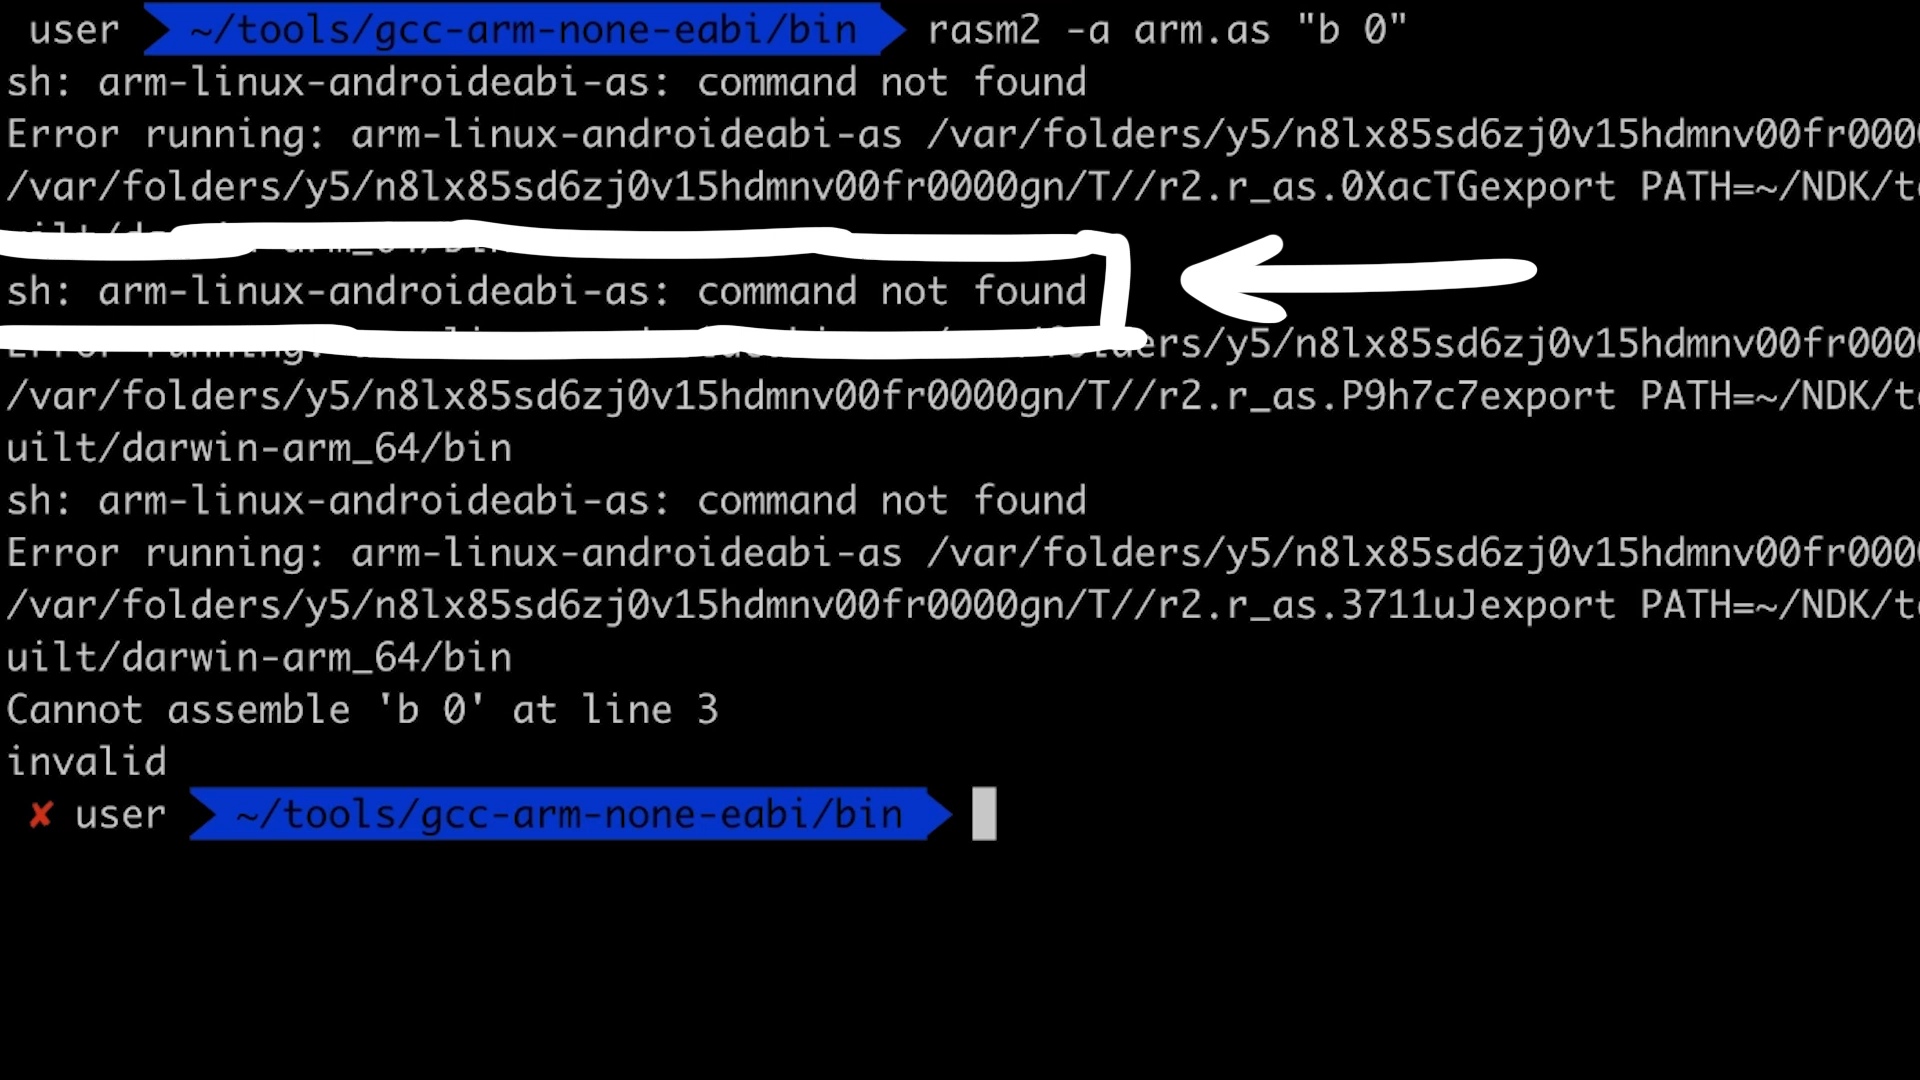 user ~/tools/gcc-arm-none-eabi/bin rasm2 -a arm.as "b 0"
sh: arm-linux-androideabi-as: command not found
Error running: arm-linux-androideabi-as /var/folders/y5/n8lx85sd6zj0v15hdmnv00fr000
/var/folders/y5/n8lx85sd6zj0v15hdmnv00fr0000gn/T//r2.r_as.0XacTGexport PATH=~/NDK/t
sh: arm-linux-androideabi-as: command not found
Error running: /y5/n8lx85sd6zj0v15hdmnv00fr000
/var/folders/y5/n8lx85sd6zj0v15hdmnv00fr0000gn/T//r2.r_as.P9h7c7export PATH=~/NDK/t
uilt/darwin-arm_64/bin
sh: arm-linux-androideabi-as: command not found
Error running: arm-linux-androideabi-as /var/folders/y5/n8lx85sd6zj0v15hdmnv00fr000
/var/folders/y5/n8lx85sd6zj0v15hdmnv00fr0000gn/T//r2.r_as.3711uJexport PATH=~/NDK/t
uilt/darwin-arm_64/bin
Cannot assemble 'b 0' at line 3
invalid
✘ user ~/tools/gcc-arm-none-eabi/bin